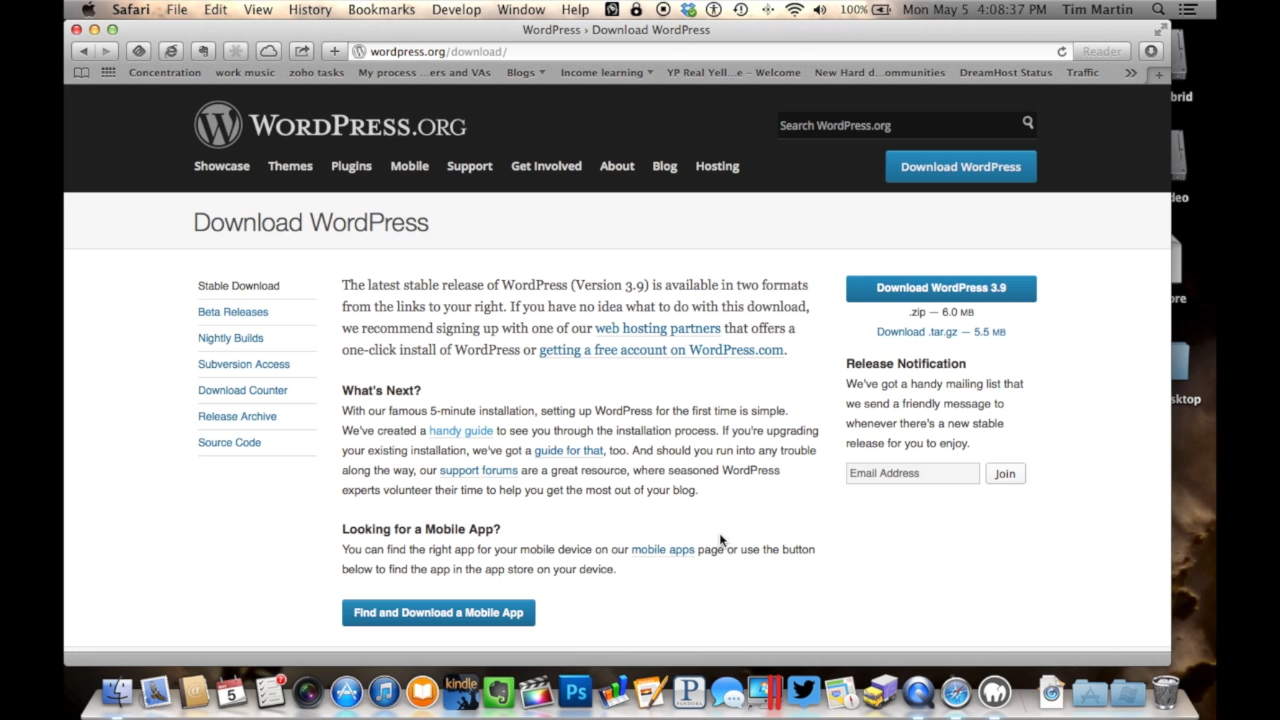 Safari File Edit View History Bookmarks Develop Window Help 100% Mon May 5 4:08:37 PM Tim Martin
WordPress › Download WordPress
wordpress.org/download/ Reader
Concentration work music zoho tasks My process ...ers and VAs Blogs Income learning YP Real Yell...e – Welcome New Hard d...ommunities DreamHost Status Traffic
brid
WORDPRESS.ORG
Search WordPress.org
Showcase Themes Plugins Mobile Support Get Involved About Blog Hosting
Download WordPress
deo
Download WordPress
Stable Download
Beta Releases
Nightly Builds
Subversion Access
Download Counter
Release Archive
Source Code
The latest stable release of WordPress (Version 3.9) is available in two formats
from the links to your right. If you have no idea what to do with this download,
we recommend signing up with one of our web hosting partners that offers a
one-click install of WordPress or getting a free account on WordPress.com.
What's Next?
With our famous 5-minute installation, setting up WordPress for the first time is simple.
We've created a handy guide to see you through the installation process. If you're upgrading
your existing installation, we've got a guide for that, too. And should you run into any trouble
along the way, our support forums are a great resource, where seasoned WordPress
experts volunteer their time to help you get the most out of your blog.
Looking for a Mobile App?
You can find the right app for your mobile device on our mobile apps page or use the button
below to find the app in the app store on your device.
Find and Download a Mobile App
Download WordPress 3.9
.zip — 6.0 MB
Download .tar.gz — 5.5 MB
Release Notification
We've got a handy mailing list that
we send a friendly message to
whenever there's a new stable
release for you to enjoy.
Email Address Join
ore
sktop
5
7
kindle
Ps
P